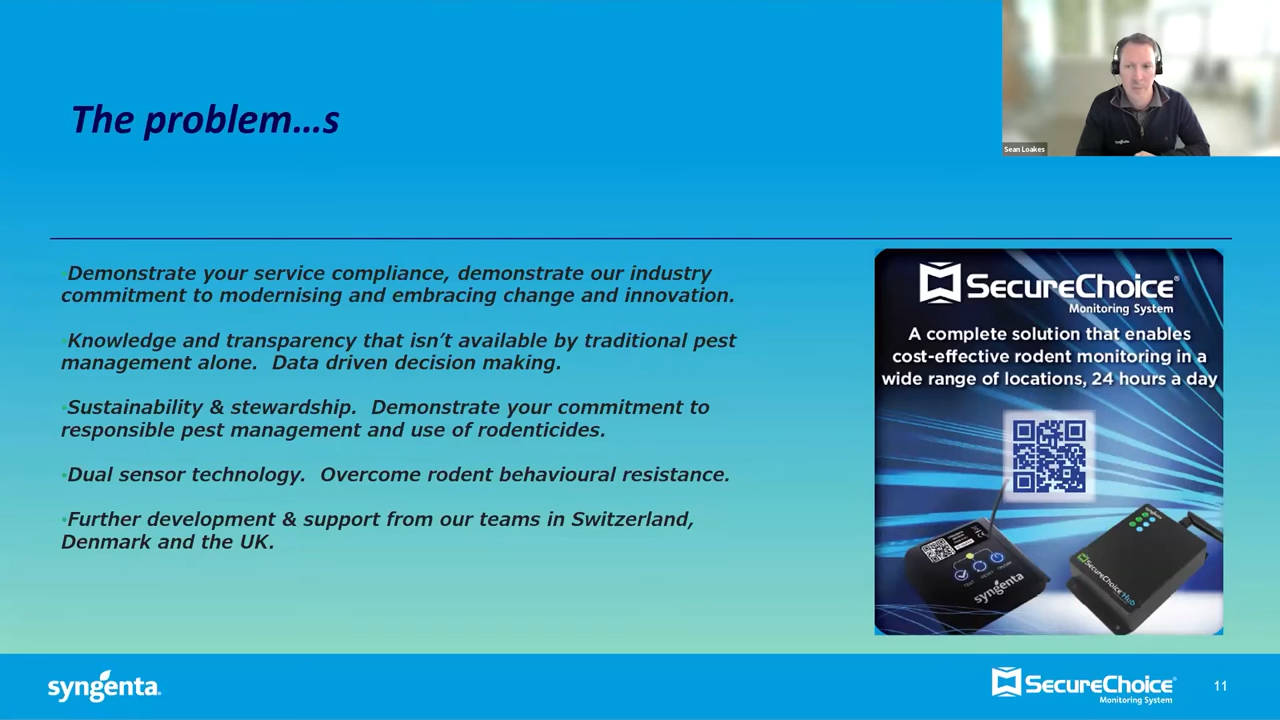 Sean Loakes
The problem...s
•Demonstrate your service compliance, demonstrate our industry
commitment to modernising and embracing change and innovation.
•Knowledge and transparency that isn’t available by traditional pest
management alone.  Data driven decision making.
•Sustainability & stewardship.  Demonstrate your commitment to
responsible pest management and use of rodenticides.
•Dual sensor technology.  Overcome rodent behavioural resistance.
•Further development & support from our teams in Switzerland,
Denmark and the UK.
SecureChoice®
Monitoring System
A complete solution that enables
cost-effective rodent monitoring in a
wide range of locations, 24 hours a day
TEST
RESET
syngenta
SecureChoice Hub
syngenta
SecureChoice®
Monitoring System
11